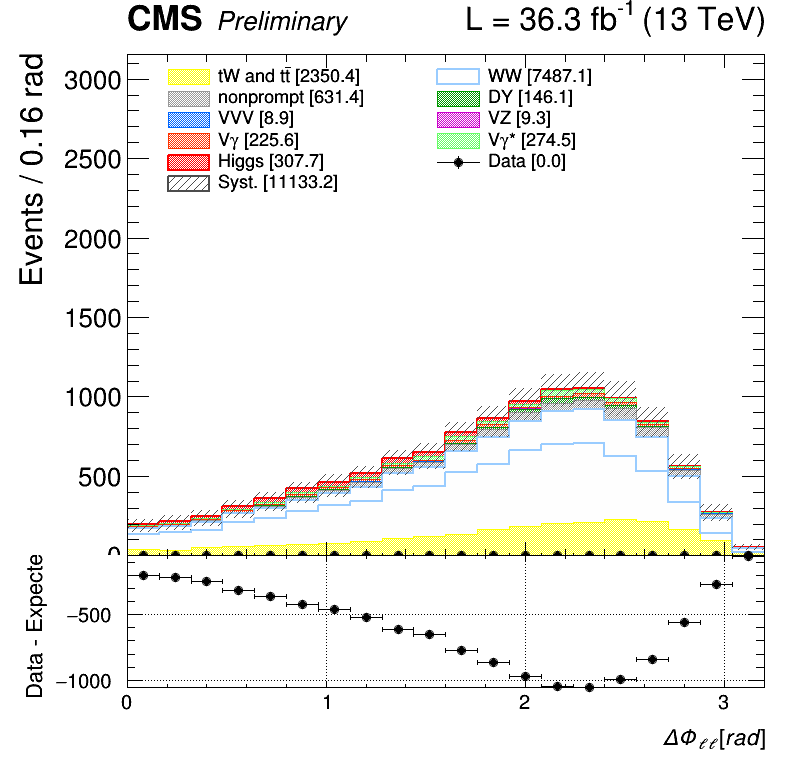 CMS Preliminary L = 36.3 fb⁻¹ (13 TeV)
Events / 0.16 rad
3000
2500
2000
1500
1000
500
0
tW and tt̄ [2350.4]
nonprompt [631.4]
VVV [8.9]
Vγ [225.6]
Higgs [307.7]
Syst. [11133.2]
WW [7487.1]
DY [146.1]
VZ [9.3]
Vγ* [274.5]
Data [0.0]
Data - Expecte
−500
−1000
0 1 2 3
ΔΦℓℓ[rad]